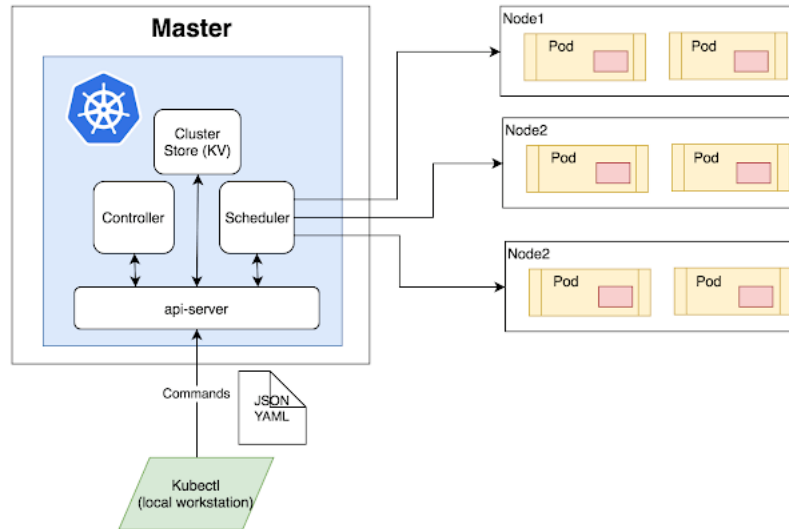 Master
Cluster
Store (KV)
Controller
Scheduler
api-server
Commands
JSON
YAML
Kubectl
(local workstation)
Node1
Pod
Pod
Node2
Pod
Pod
Node2
Pod
Pod